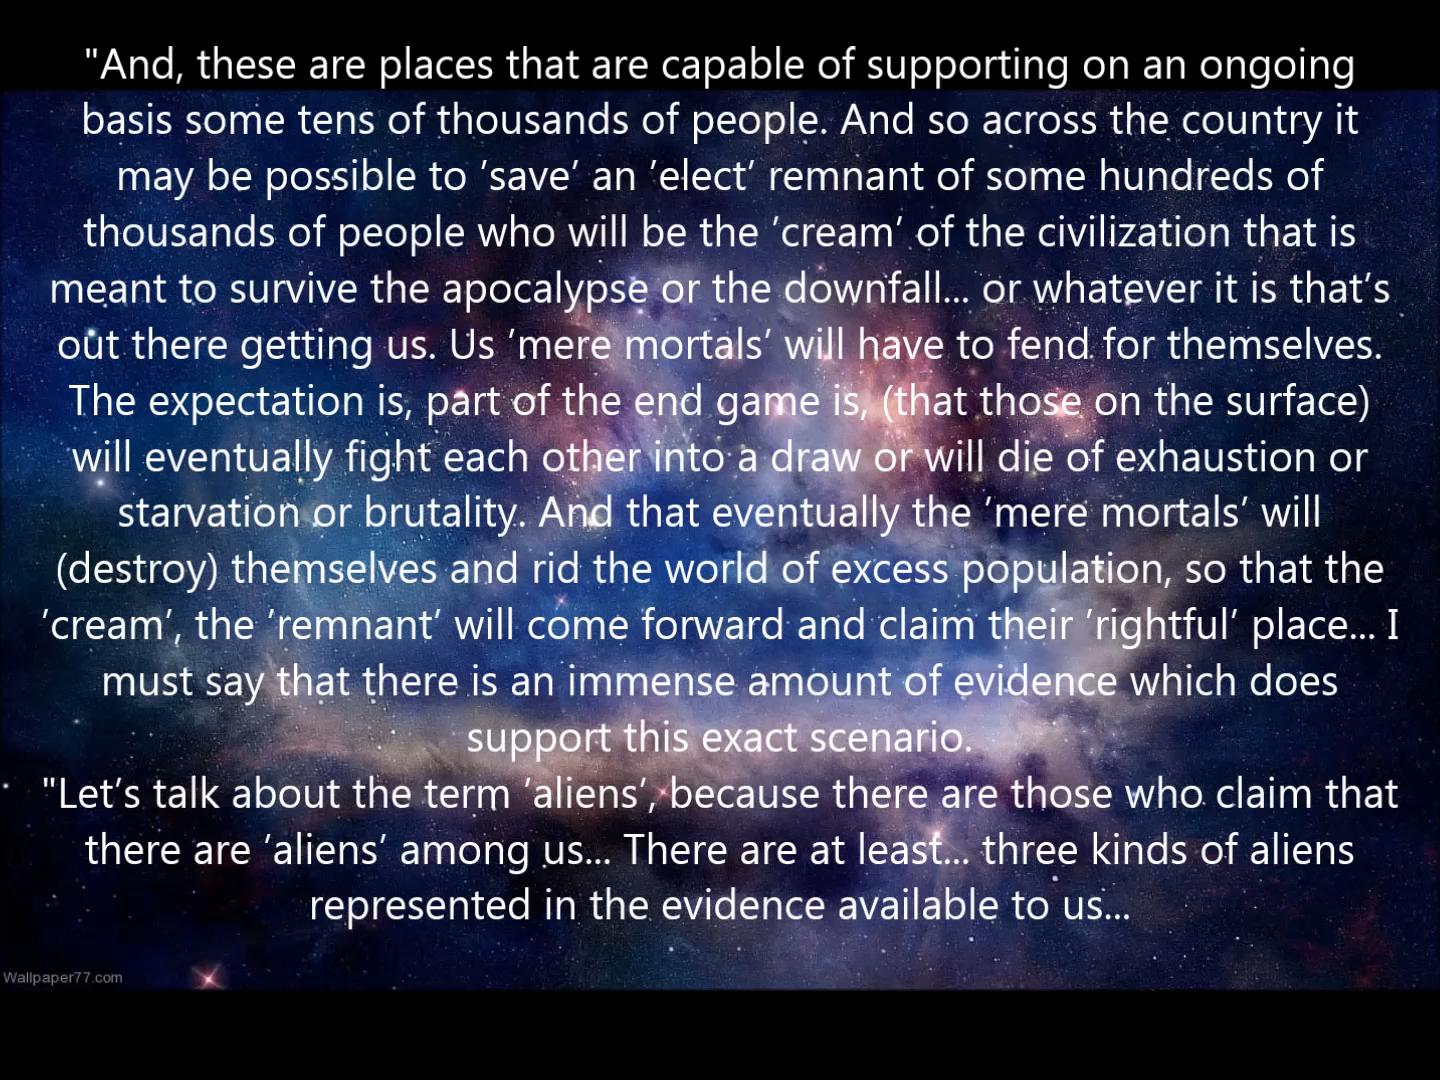 "And, these are places that are capable of supporting on an ongoing
basis some tens of thousands of people. And so across the country it
may be possible to ’save’ an ’elect’ remnant of some hundreds of
thousands of people who will be the ’cream’ of the civilization that is
meant to survive the apocalypse or the downfall... or whatever it is that’s
out there getting us. Us ’mere mortals’ will have to fend for themselves.
The expectation is, part of the end game is, (that those on the surface)
will eventually fight each other into a draw or will die of exhaustion or
starvation or brutality. And that eventually the ’mere mortals’ will
(destroy) themselves and rid the world of excess population, so that the
’cream’, the ’remnant’ will come forward and claim their ’rightful’ place... I
must say that there is an immense amount of evidence which does
support this exact scenario.
"Let’s talk about the term ’aliens’, because there are those who claim that
there are ’aliens’ among us... There are at least... three kinds of aliens
represented in the evidence available to us...
Wallpaper77.com